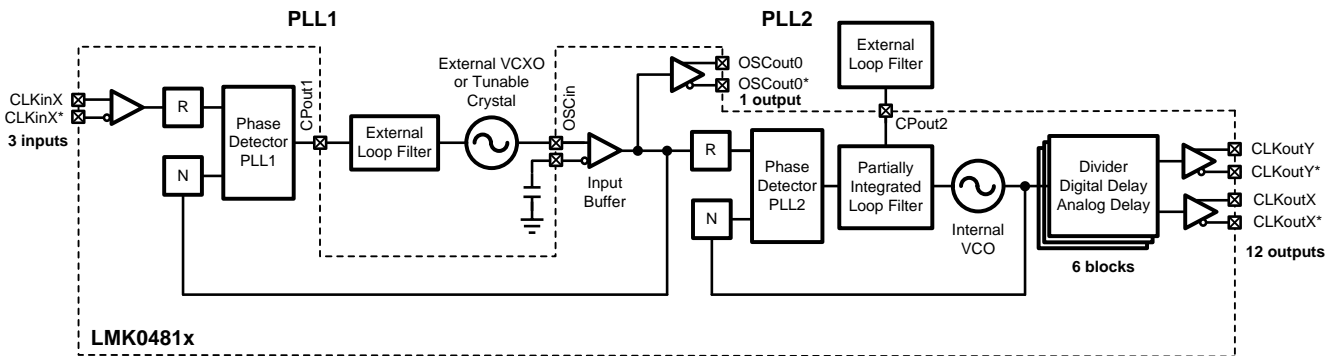 PLL1
PLL2
CLKinX
CLKinX*
3 inputs
R
N
Phase
Detector
PLL1
CPout1
External
Loop Filter
External VCXO
or Tunable
Crystal
OSCin
Input
Buffer
OSCout0
OSCout0*
1 output
External
Loop Filter
CPout2
R
N
Phase
Detector
PLL2
Partially
Integrated
Loop Filter
Internal
VCO
Divider
Digital Delay
Analog Delay
6 blocks
CLKoutY
CLKoutY*
CLKoutX
CLKoutX*
12 outputs
LMK0481x